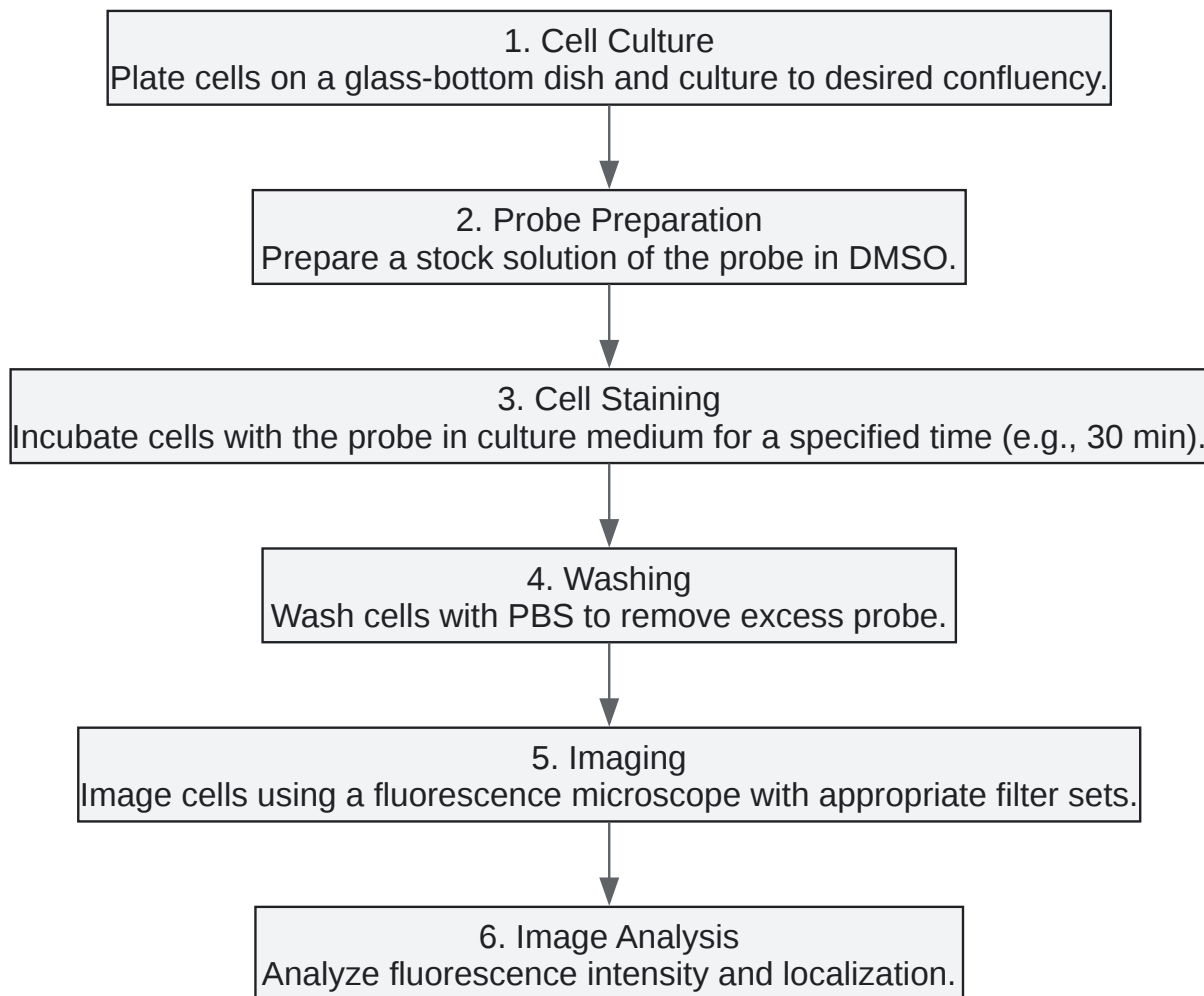 1. Cell Culture
Plate cells on a glass-bottom dish and culture to desired confluency.
2. Probe Preparation
Prepare a stock solution of the probe in DMSO.
3. Cell Staining
Incubate cells with the probe in culture medium for a specified time (e.g., 30 min).
4. Washing
Wash cells with PBS to remove excess probe.
5. Imaging
Image cells using a fluorescence microscope with appropriate filter sets.
6. Image Analysis
Analyze fluorescence intensity and localization.